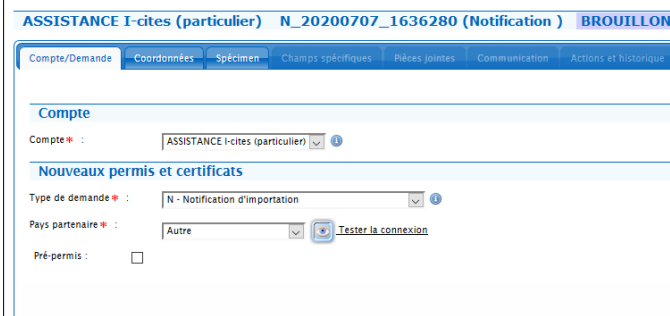 ASSISTANCE I-cites (particulier) N_20200707_1636280 (Notification ) BROUILLON
Compte/Demande Coordonnées Spécimen Champs spécifiques Pièces jointes Communication Actions et historique
Compte
Compte* : ASSISTANCE I-cites (particulier)
Nouveaux permis et certificats
Type de demande* : N - Notification d'importation
Pays partenaire* : Autre Tester la connexion
Pré-permis :